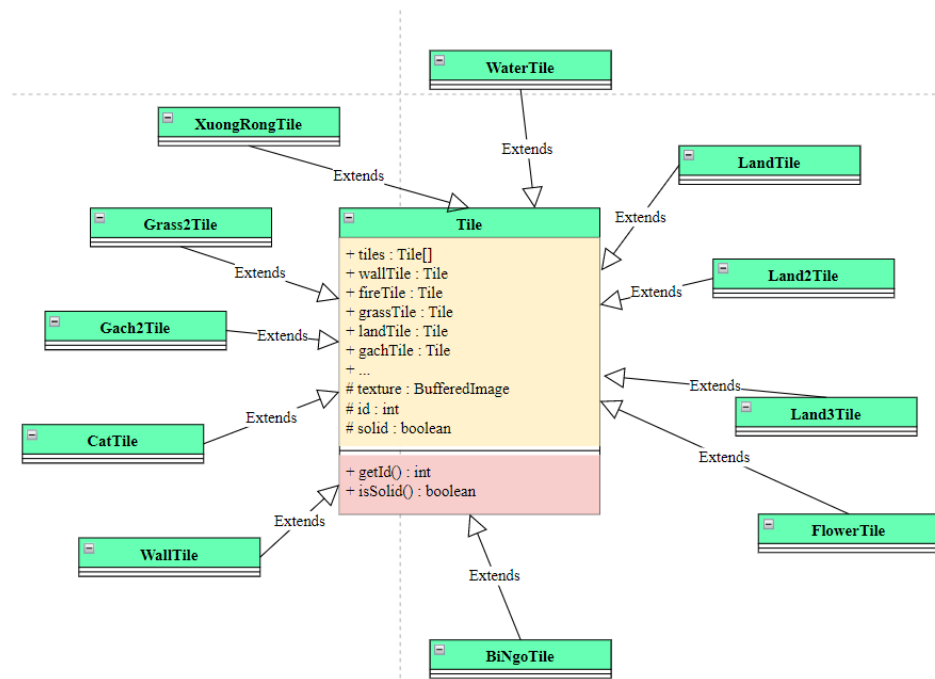 WaterTile
XuongRongTile
Extends
Extends
LandTile
Extends
Grass2Tile
Extends
Tile
+ tiles : Tile[]
+ wallTile : Tile
+ fireTile : Tile
+ grassTile : Tile
+ landTile : Tile
+ gachTile : Tile
+ ...
# texture : BufferedImage
# id : int
# solid : boolean
+ getId() : int
+ isSolid() : boolean
Land2Tile
Extends
Gach2Tile
Extends
Extends
Land3Tile
CatTile
Extends
Extends
FlowerTile
WallTile
Extends
Extends
BiNgoTile